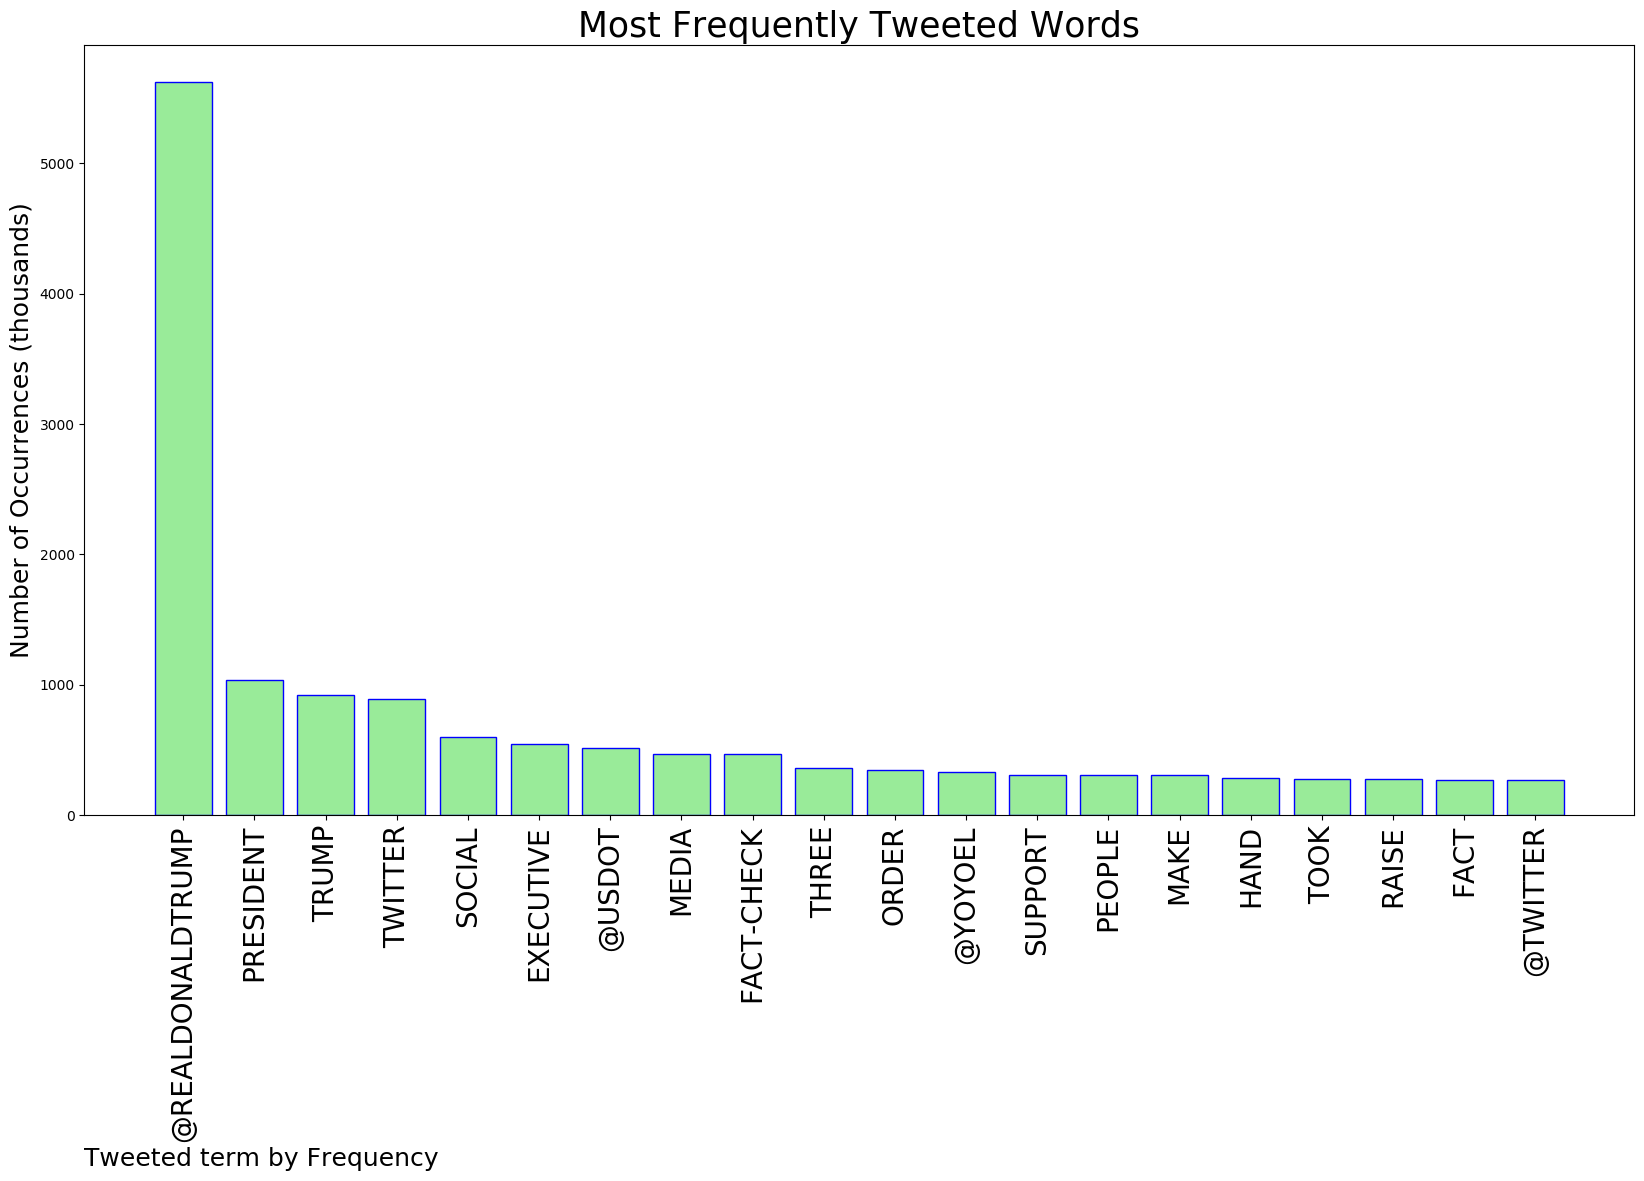 Most Frequently Tweeted Words
Number of Occurrences (thousands)
5000
4000
3000
2000
1000
0
@REALDONALDTRUMP
PRESIDENT
TRUMP
TWITTER
SOCIAL
EXECUTIVE
@USDOT
MEDIA
FACT-CHECK
THREE
ORDER
@YOYOEL
SUPPORT
PEOPLE
MAKE
HAND
TOOK
RAISE
FACT
@TWITTER
Tweeted term by Frequency